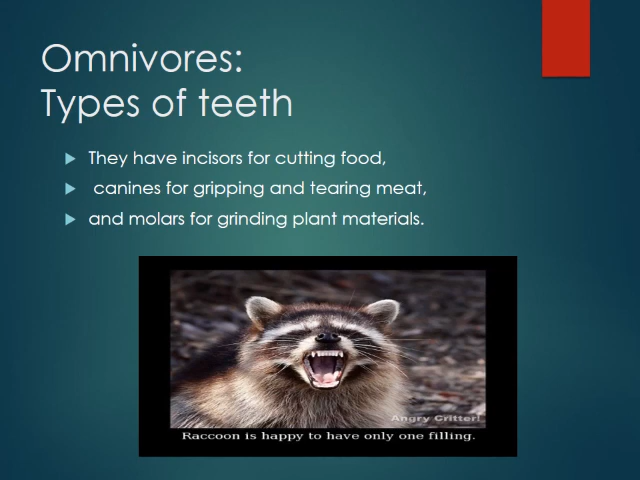 Omnivores:
Types of teeth
They have incisors for cutting food,
canines for gripping and tearing meat,
and molars for grinding plant materials.
Angry Critter!
Raccoon is happy to have only one filling.